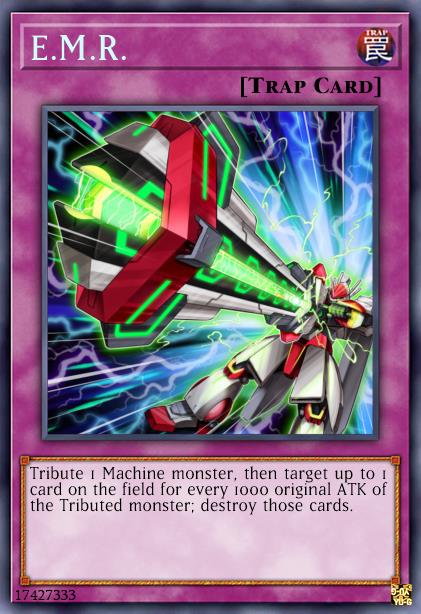 E.M.R.
TRAP
罠
[TRAP CARD]
Tribute 1 Machine monster, then target up to 1
card on the field for every 1000 original ATK of
the Tributed monster; destroy those cards.
17427333